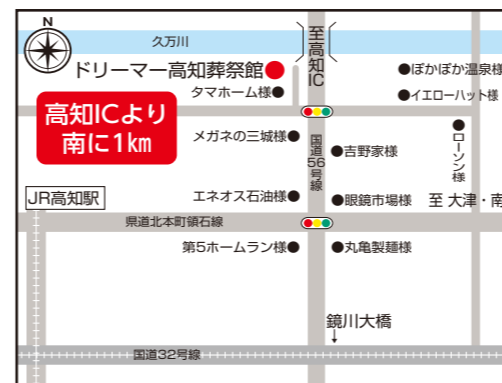 N
久万川
至高知IC
ドリーマー高知葬祭館
ぽかぽか温泉様
タマホーム様
イエローハット様
高知ICより
南に1km
メガネの三城様
国道56号線
吉野家様
ローソン様
JR高知駅
エネオス石油様
眼鏡市場様
至 大津・南
県道北本町領石線
第5ホームラン様
丸亀製麺様
鏡川大橋
↓
国道32号線